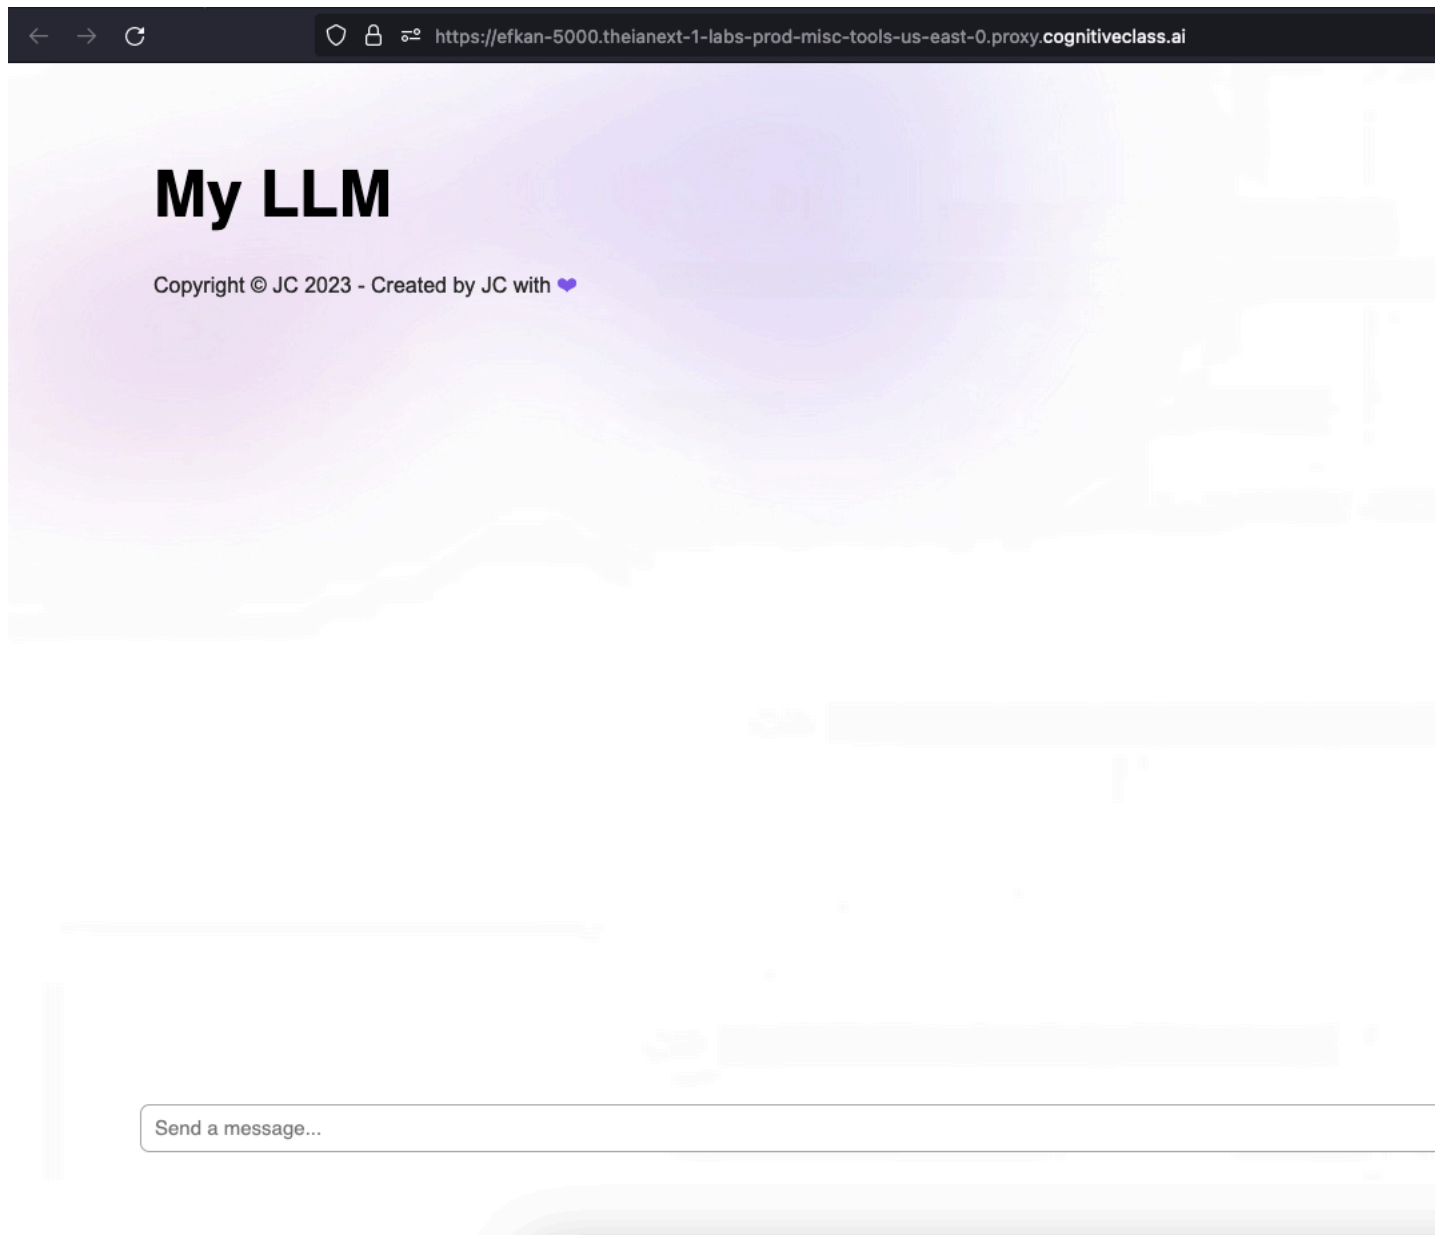 https://efkan-5000.theianext-1-labs-prod-misc-tools-us-east-0.proxy.cognitiveclass.ai
My LLM
Copyright © JC 2023 - Created by JC with 💜
Send a message...